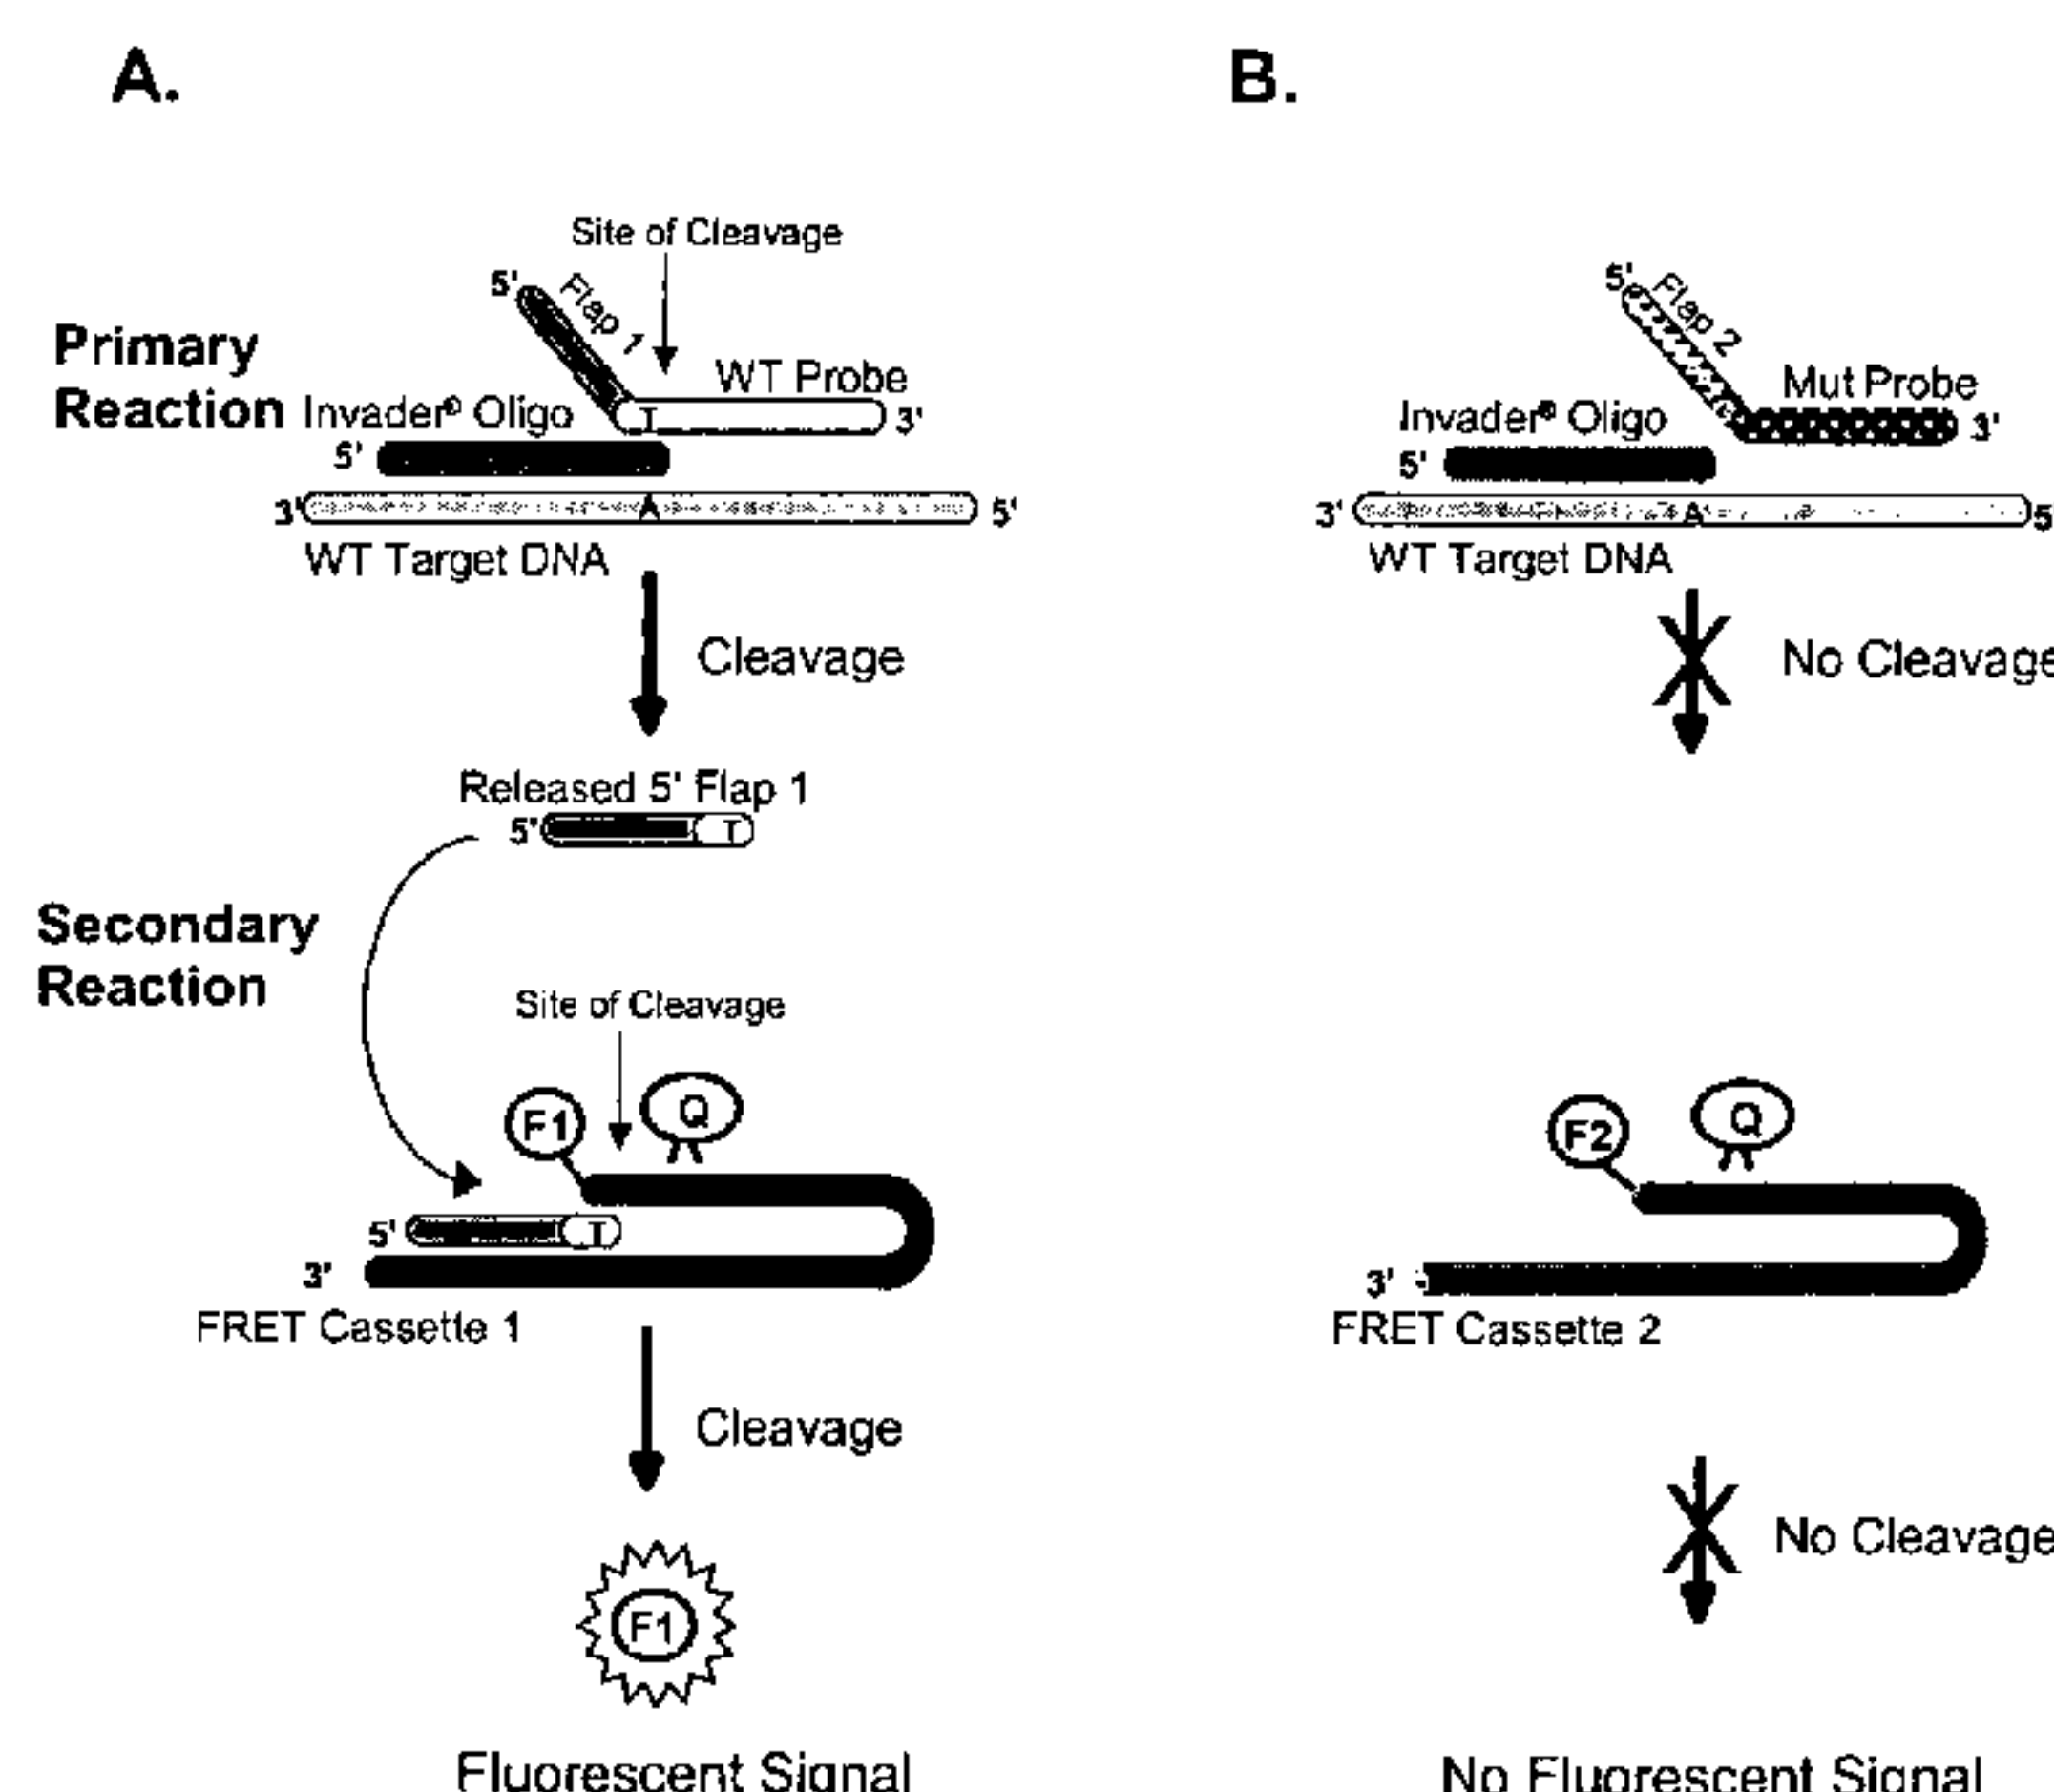 A.
B.
Site of Cleavage
5'
Flap 1
Primary
Reaction
WT Probe
T
3'
Invader® Oligo
5'
3'
A
5'
WT Target DNA
Cleavage
Released 5' Flap 1
5'
T
Secondary
Reaction
Site of Cleavage
F1
Q
5'
T
3'
FRET Cassette 1
Cleavage
F1
Fluorescent Signal
5'
Flap 2
Mut Probe
3'
Invader® Oligo
5'
3'
A
5
WT Target DNA
No Cleavage
F2
Q
3'
FRET Cassette 2
No Cleavage
No Fluorescent Signal